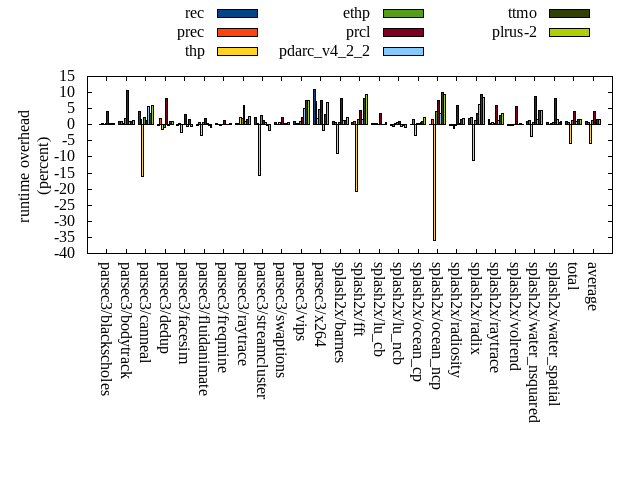 rec ethp ttmo
prec prcl plrus-2
thp pdarc_v4_2_2
runtime overhead
(percent)
15
10
5
0
-5
-10
-15
-20
-25
-30
-35
-40
parsec3/blackscholes
parsec3/bodytrack
parsec3/canneal
parsec3/dedup
parsec3/facesim
parsec3/fluidanimate
parsec3/freqmine
parsec3/raytrace
parsec3/streamcluster
parsec3/swaptions
parsec3/vips
parsec3/x264
splash2x/barnes
splash2x/fft
splash2x/lu_cb
splash2x/lu_ncb
splash2x/ocean_cp
splash2x/ocean_ncp
splash2x/radiosity
splash2x/radix
splash2x/raytrace
splash2x/volrend
splash2x/water_nsquared
splash2x/water_spatial
total
average